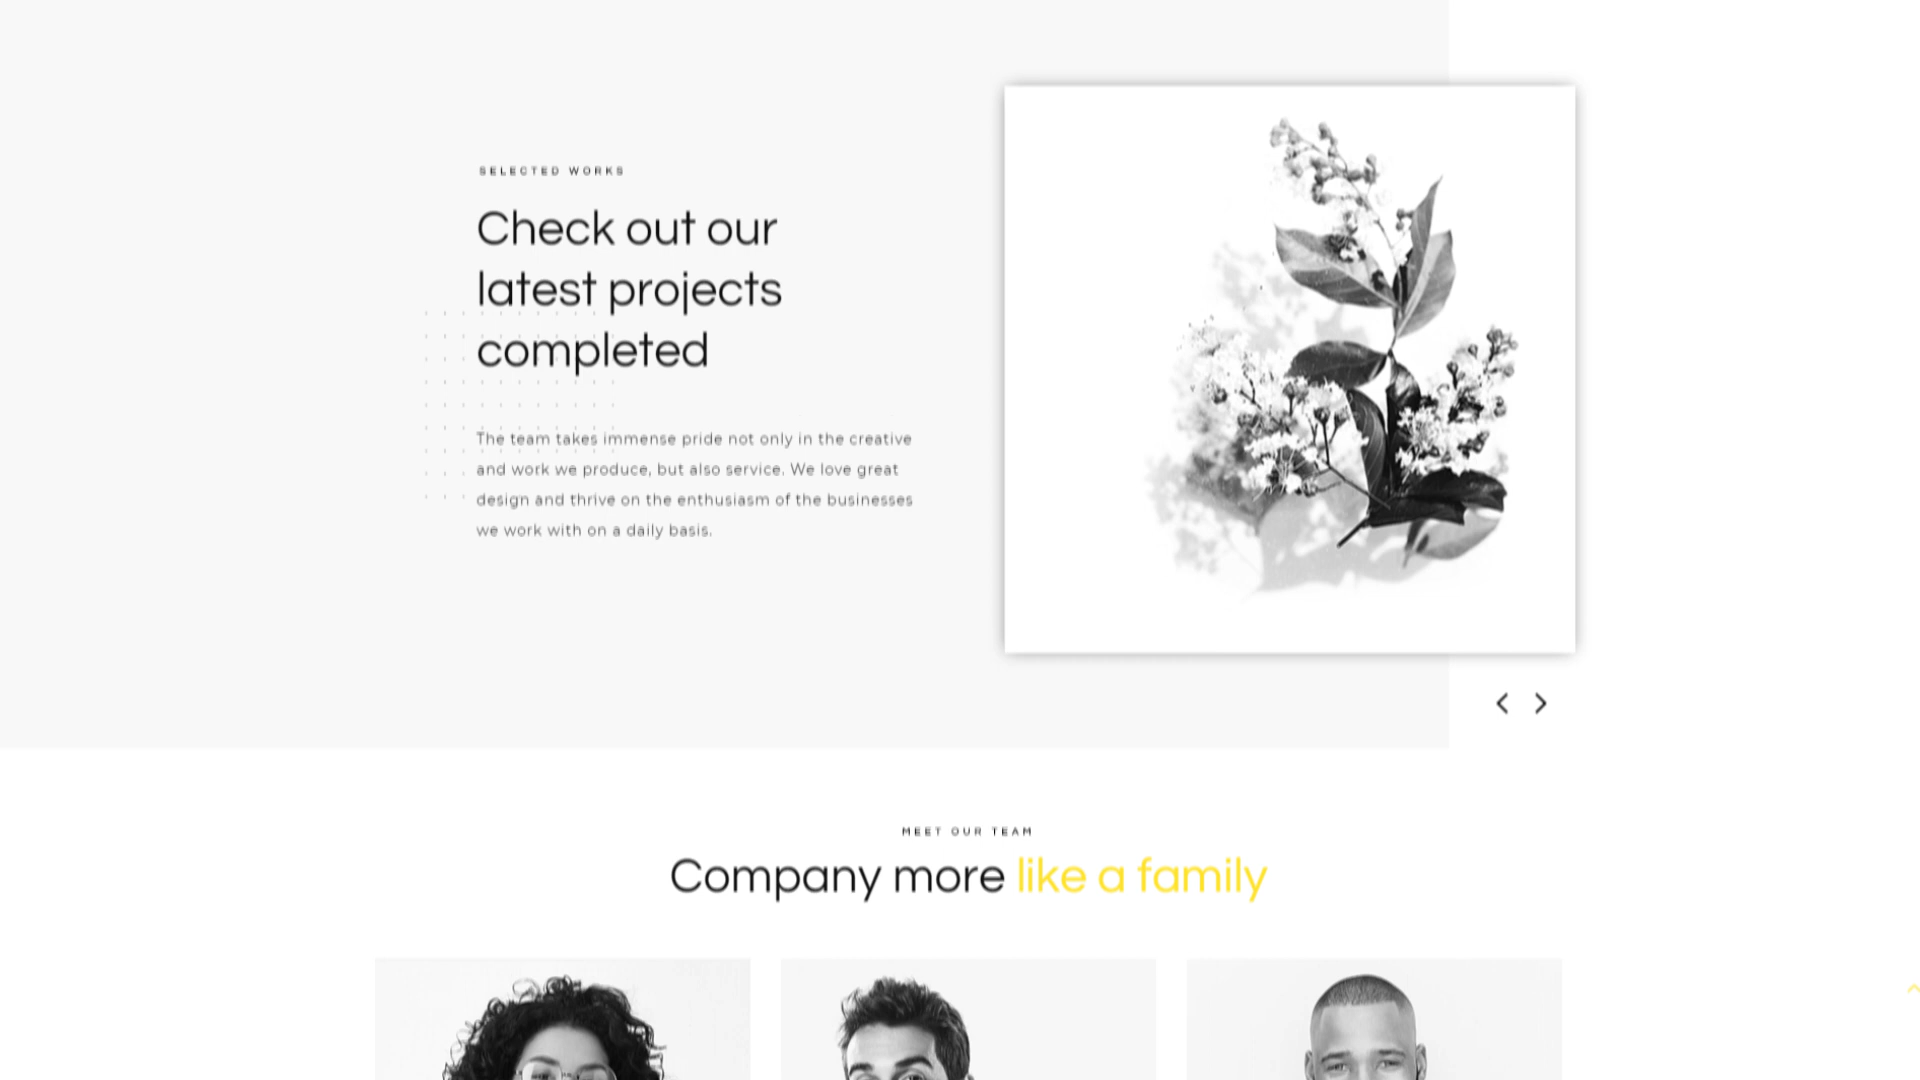 SELECTED WORKS
Check out our
latest projects
completed
The team takes immense pride not only in the creative
and work we produce, but also service. We love great
design and thrive on the enthusiasm of the businesses
we work with on a daily basis.
MEET OUR TEAM
Company more like a family